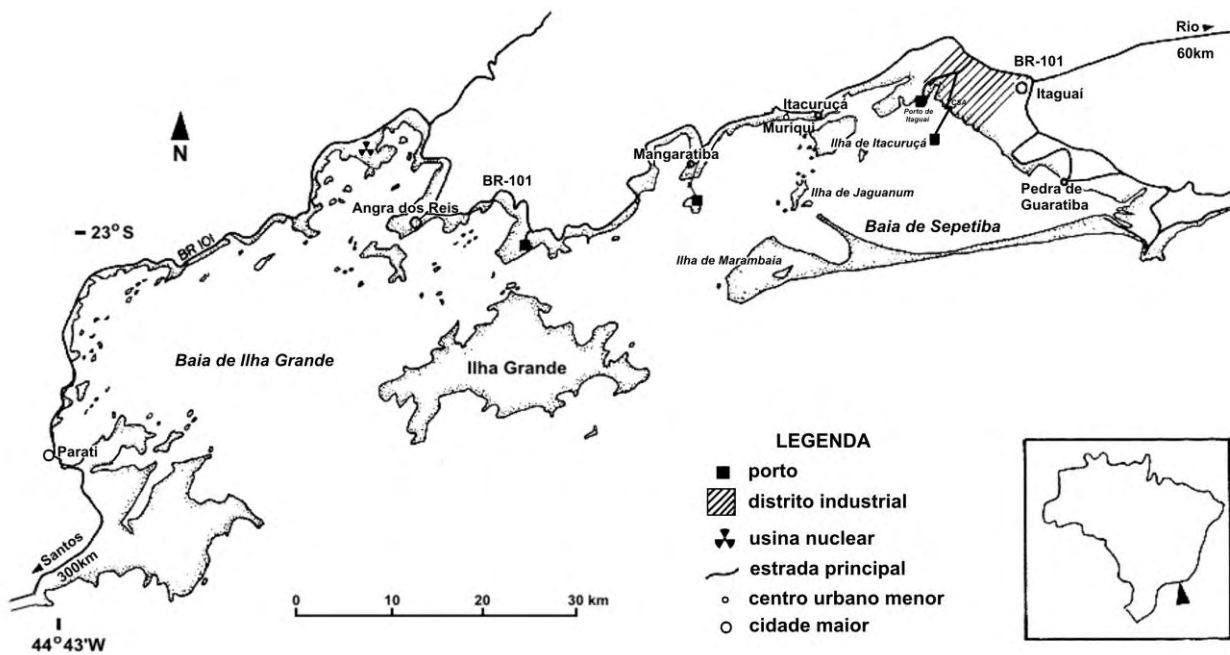 Rio
60km
BR-101
Itaguaí
CSA
Porto de
Itaguaí
Itacuruçá
Muriqui
Ilha de Itacuruçá
Mangaratiba
N
BR-101
Angra dos Reis
Ilha de Jaguanum
Pedra de
Guaratiba
23° S
BR 101
Baia de Sepetiba
Ilha de Marambaia
Baia de Ilha Grande
Ilha Grande
Parati
Santos
300km
44°43'W
0 10 20 30 km
LEGENDA
porto
distrito industrial
usina nuclear
estrada principal
centro urbano menor
cidade maior